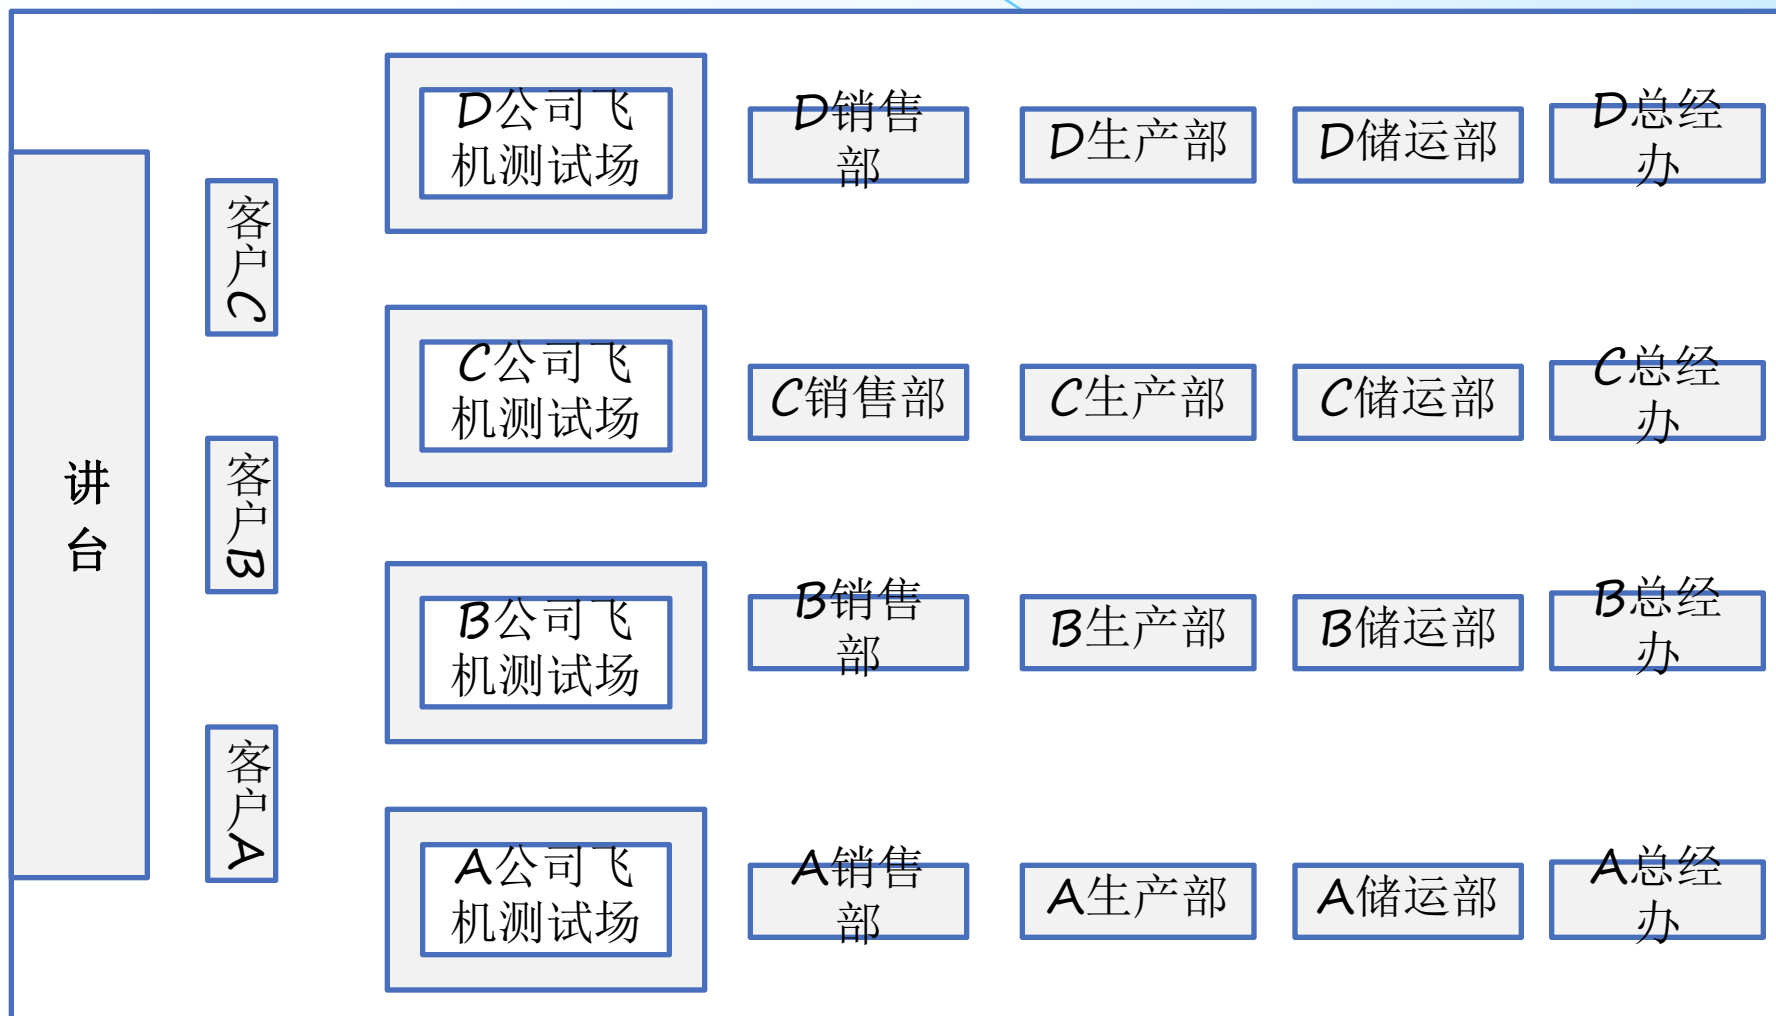 D公司飞
机测试场
D销售
部
D生产部
D储运部
D总经
办
客户C
C公司飞
机测试场
C销售部
C生产部
C储运部
C总经
办
讲
台
客户B
B公司飞
机测试场
B销售
部
B生产部
B储运部
B总经
办
客户A
A公司飞
机测试场
A销售
部
A生产部
A储运部
A总经
办